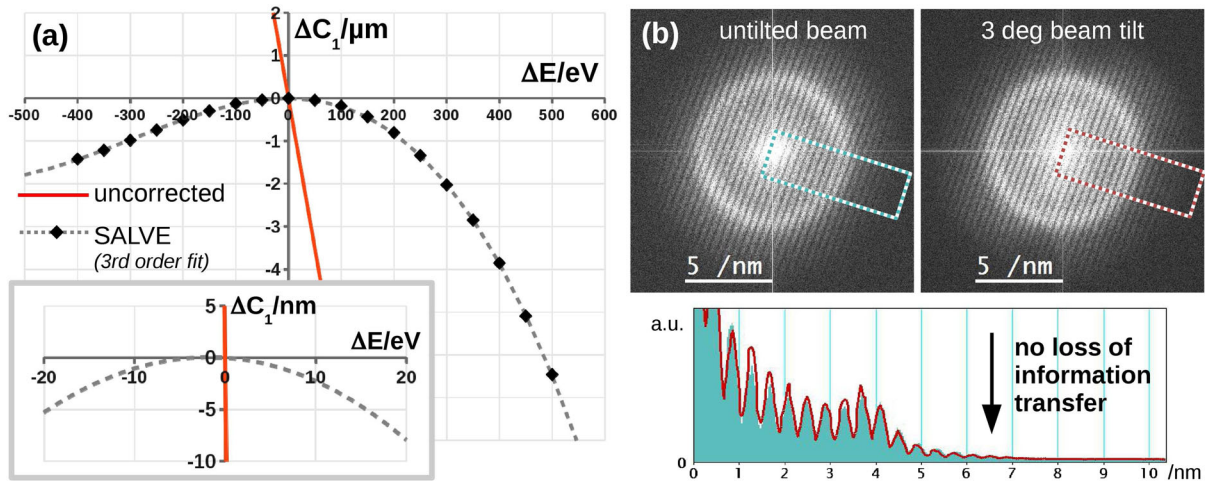 (a)
ΔC1/µm
ΔE/eV
2
1
0
-500 -400 -300 -200 -100 0 100 200 300 400 500 600
-1
-2
-3
-4
uncorrected
SALVE
(3rd order fit)
ΔC1/nm
ΔE/eV
5
-20 -10 0 0 10 20
-5
-10
(b)
untilted beam
3 deg beam tilt
5 /nm
5 /nm
a.u.
no loss of
information
transfer
0
0 1 2 3 4 5 6 7 8 9 10 /nm